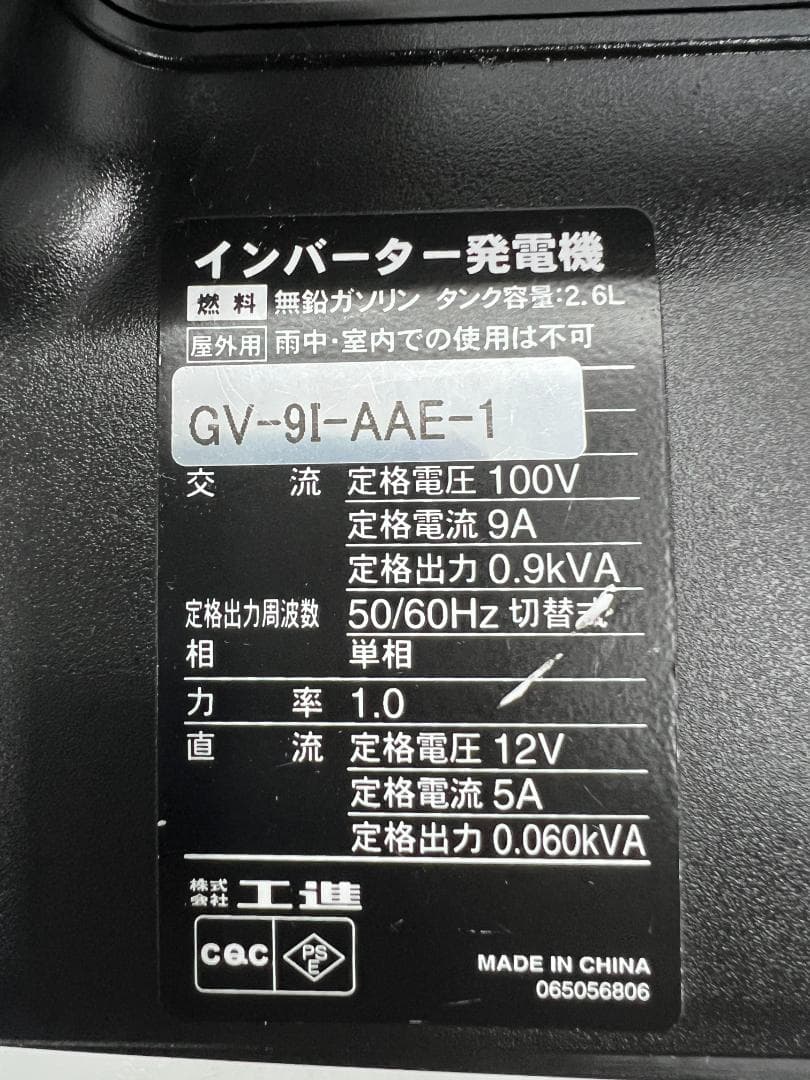 インバーター発電機
燃料 無鉛ガソリン タンク容量:2.6L
屋外用 雨中・室内での使用は不可
GV-9I-AAE-1
交流 定格電圧 100V
定格電流 9A
定格出力 0.9kVA
定格出力周波数 50/60Hz 切替式
相 単相
力率 1.0
直流 定格電圧 12V
定格電流 5A
定格出力 0.060kVA
株式会社 工進
CQC PSE
MADE IN CHINA
065056806